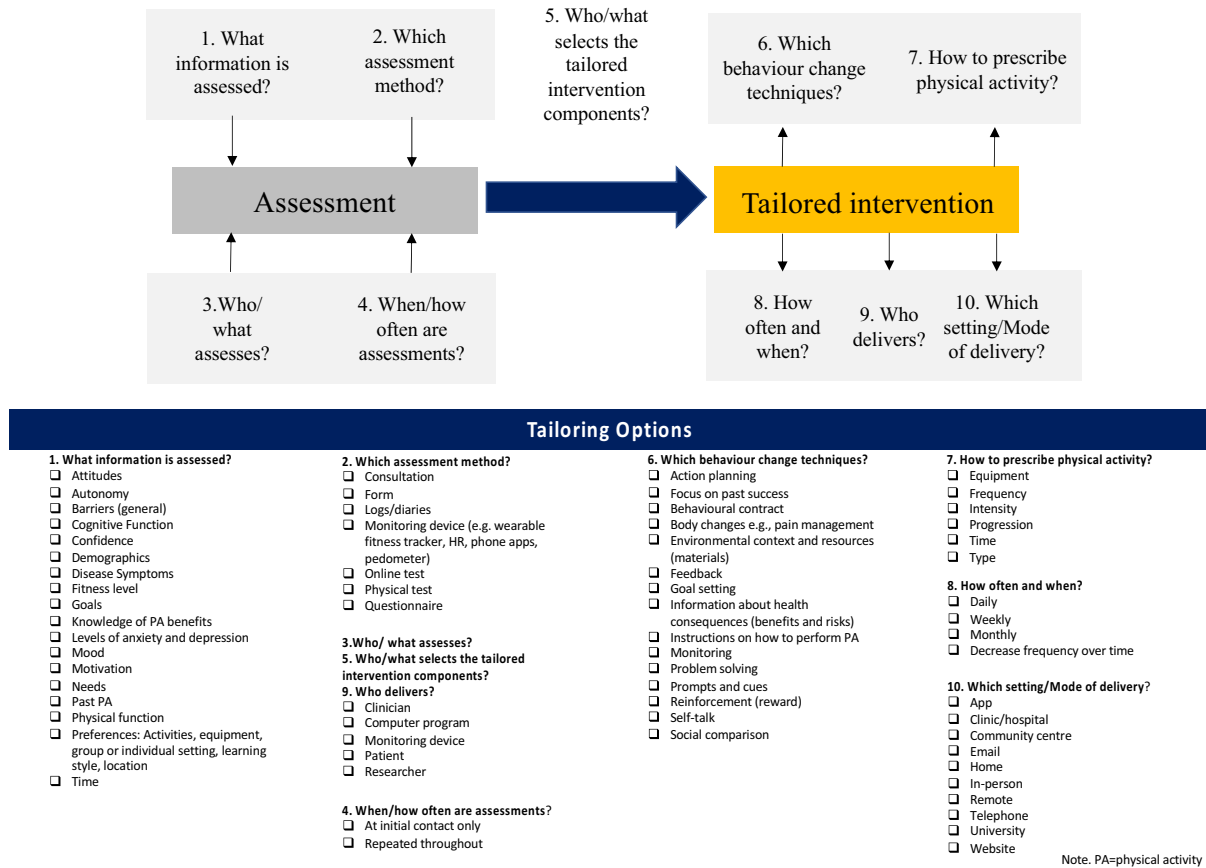 1. What
information is
assessed?
2. Which
assessment
method?
5. Who/what
selects the
tailored
intervention
components?
6. Which
behaviour change
techniques?
7. How to prescribe
physical activity?
Assessment
Tailored intervention
3.Who/
what
assesses?
4. When/how
often are
assessments?
8. How
often and
when?
9. Who
delivers?
10. Which
setting/Mode
of delivery?
Tailoring Options
1. What information is assessed?
❑ Attitudes
❑ Autonomy
❑ Barriers (general)
❑ Cognitive Function
❑ Confidence
❑ Demographics
❑ Disease Symptoms
❑ Fitness level
❑ Goals
❑ Knowledge of PA benefits
❑ Levels of anxiety and depression
❑ Mood
❑ Motivation
❑ Needs
❑ Past PA
❑ Physical function
❑ Preferences: Activities, equipment,
group or individual setting, learning
style, location
❑ Time
2. Which assessment method?
❑ Consultation
❑ Form
❑ Logs/diaries
❑ Monitoring device (e.g. wearable
fitness tracker, HR, phone apps,
pedometer)
❑ Online test
❑ Physical test
❑ Questionnaire
3.Who/ what assesses?
5. Who/what selects the tailored
intervention components?
9. Who delivers?
❑ Clinician
❑ Computer program
❑ Monitoring device
❑ Patient
❑ Researcher
4. When/how often are assessments?
❑ At initial contact only
❑ Repeated throughout
6. Which behaviour change techniques?
❑ Action planning
❑ Focus on past success
❑ Behavioural contract
❑ Body changes e.g., pain management
❑ Environmental context and resources
(materials)
❑ Feedback
❑ Goal setting
❑ Information about health
consequences (benefits and risks)
❑ Instructions on how to perform PA
❑ Monitoring
❑ Problem solving
❑ Prompts and cues
❑ Reinforcement (reward)
❑ Self-talk
❑ Social comparison
7. How to prescribe physical activity?
❑ Equipment
❑ Frequency
❑ Intensity
❑ Progression
❑ Time
❑ Type
8. How often and when?
❑ Daily
❑ Weekly
❑ Monthly
❑ Decrease frequency over time
10. Which setting/Mode of delivery?
❑ App
❑ Clinic/hospital
❑ Community centre
❑ Email
❑ Home
❑ In-person
❑ Remote
❑ Telephone
❑ University
❑ Website
Note. PA=physical activity